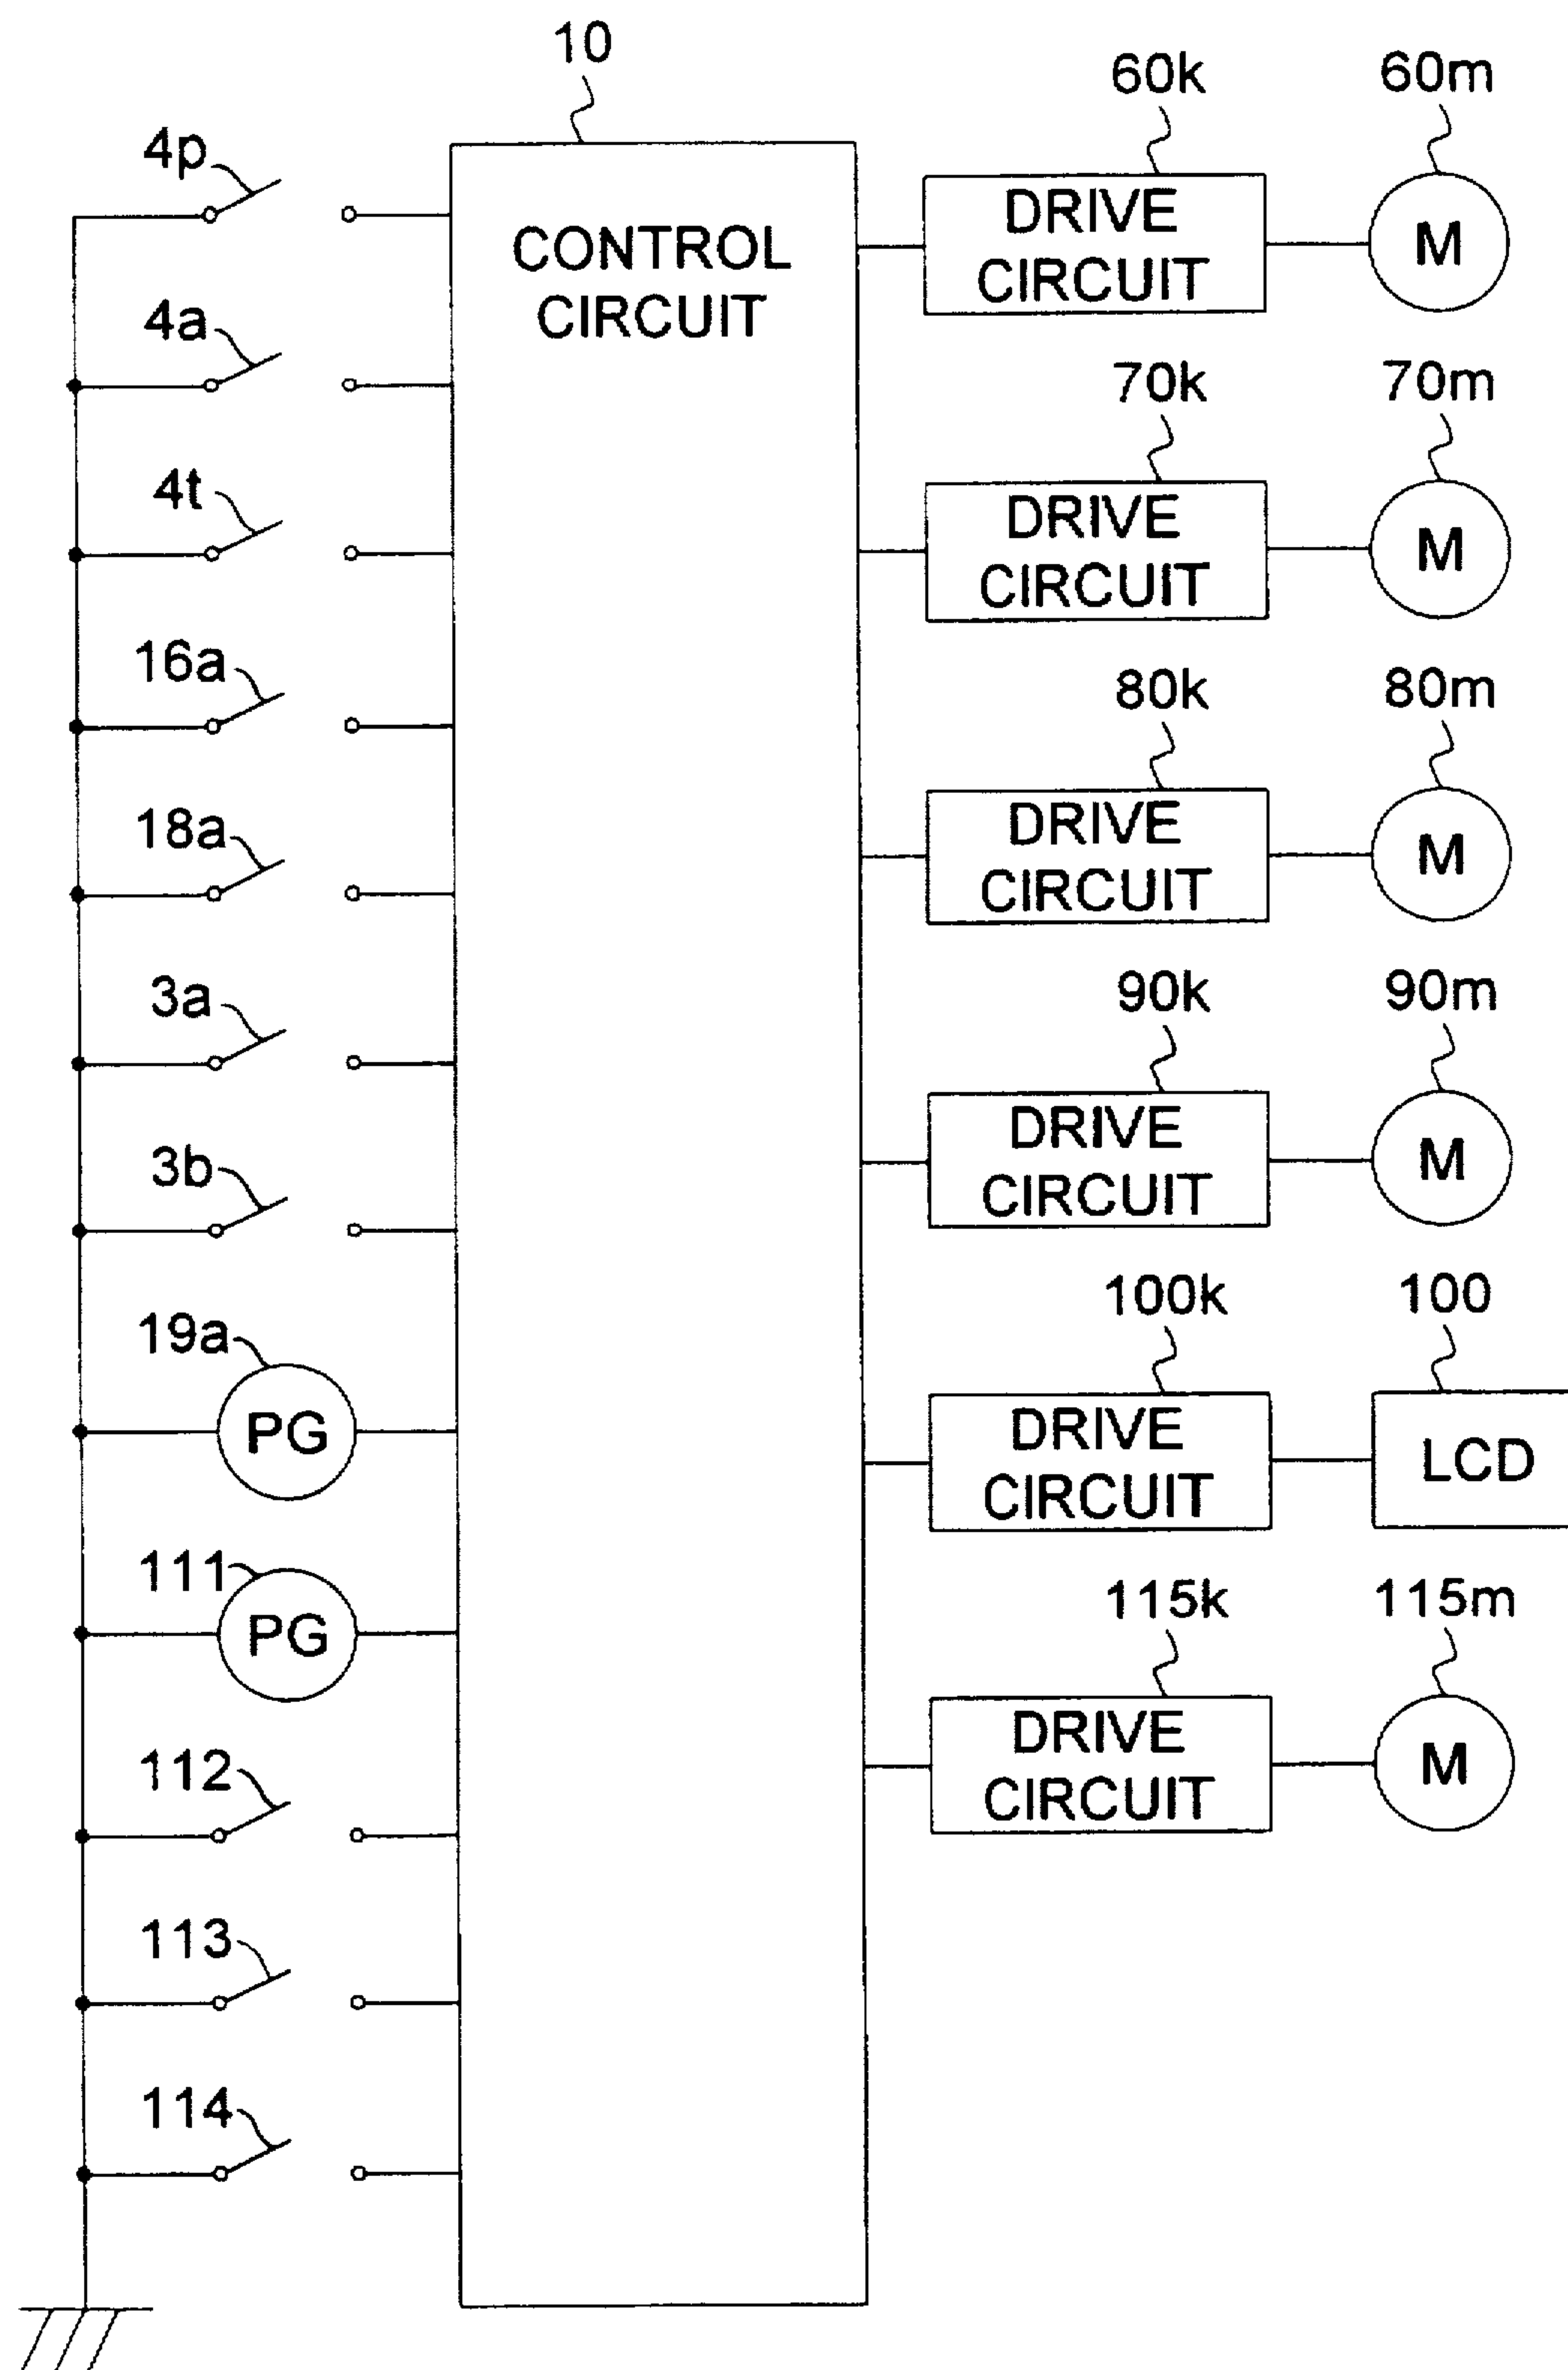 10
60k
60m
4p
CONTROL
CIRCUIT
DRIVE
CIRCUIT
M
4a
70k
70m
4t
DRIVE
CIRCUIT
M
16a
80k
80m
18a
DRIVE
CIRCUIT
M
3a
90k
90m
3b
DRIVE
CIRCUIT
M
19a
100k
100
PG
DRIVE
CIRCUIT
LCD
111
115k
115m
PG
DRIVE
CIRCUIT
M
112
113
114